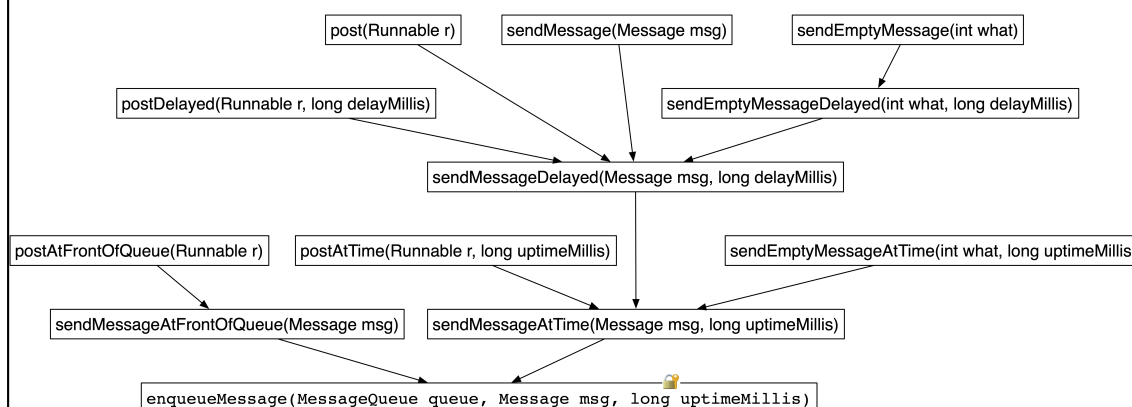 post(Runnable r)
sendMessage(Message msg)
sendEmptyMessage(int what)
postDelayed(Runnable r, long delayMillis)
sendEmptyMessageDelayed(int what, long delayMillis)
sendMessageDelayed(Message msg, long delayMillis)
postAtFrontOfQueue(Runnable r)
postAtTime(Runnable r, long uptimeMillis)
sendEmptyMessageAtTime(int what, long uptimeMillis
sendMessageAtFrontOfQueue(Message msg)
sendMessageAtTime(Message msg, long uptimeMillis)
enqueueMessage(MessageQueue queue, Message msg, long uptimeMillis)